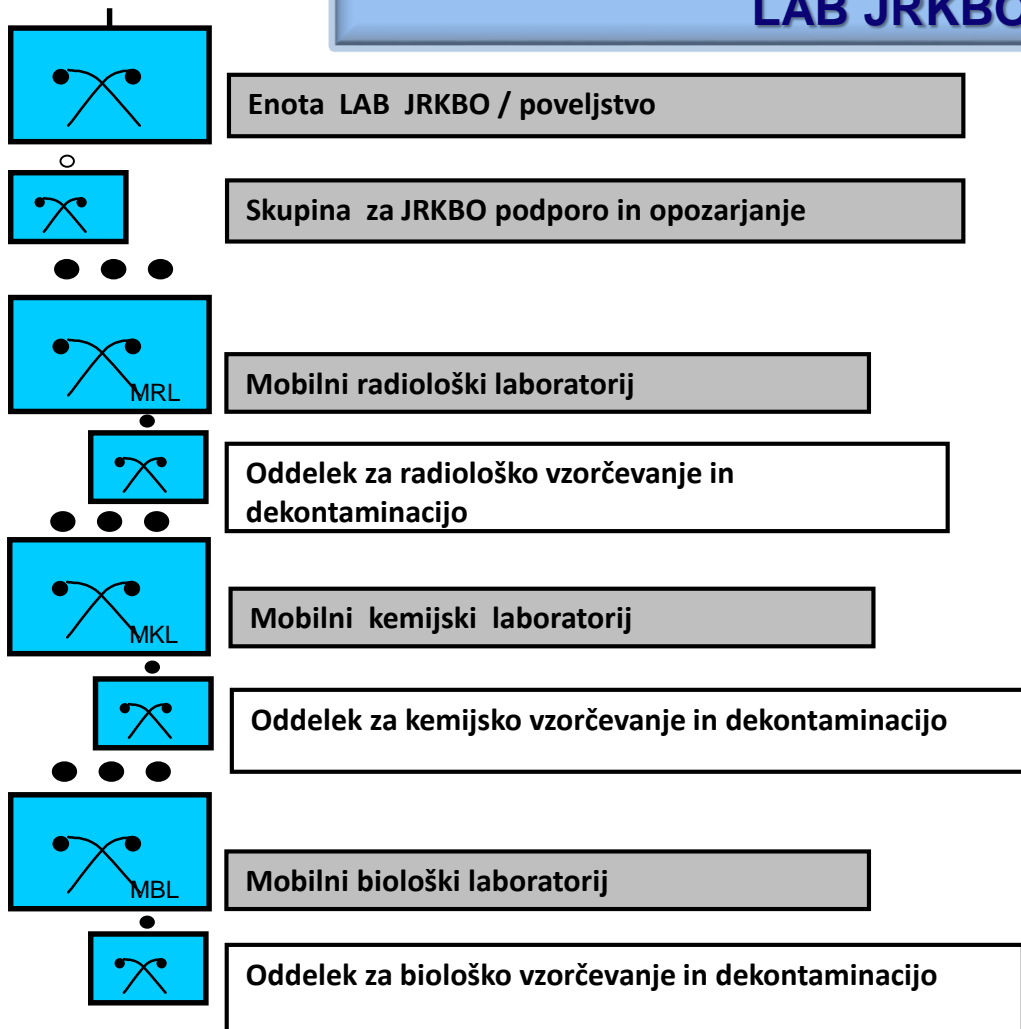 LAB JRKBO
Enota LAB JRKBO / poveljstvo
Skupina za JRKBO podporo in opozarjanje
MRL
Mobilni radiološki laboratorij
Oddelek za radiološko vzorčevanje in
dekontaminacijo
MKL
Mobilni kemijski laboratorij
Oddelek za kemijsko vzorčevanje in dekontaminacijo
MBL
Mobilni biološki laboratorij
Oddelek za biološko vzorčevanje in dekontaminacijo